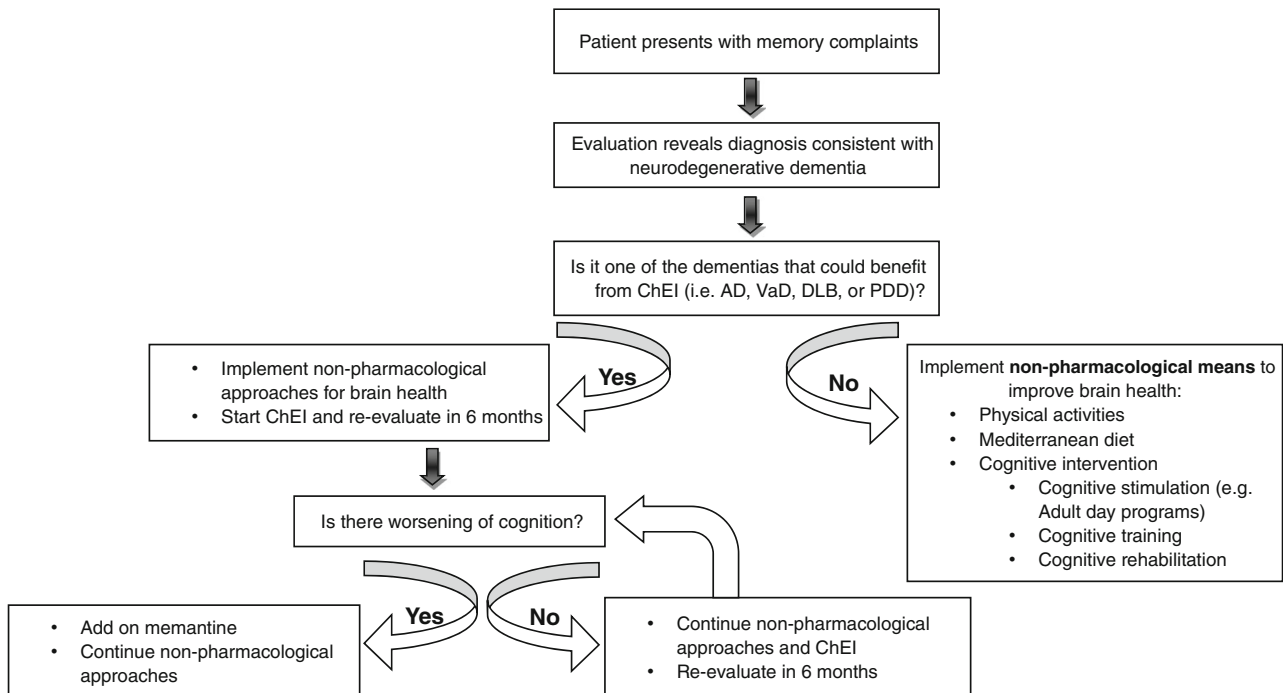 Patient presents with memory complaints
Evaluation reveals diagnosis consistent with
neurodegenerative dementia
Is it one of the dementias that could benefit
from ChEI (i.e. AD, VaD, DLB, or PDD)?
Yes
No
• Implement non-pharmacological
approaches for brain health
• Start ChEI and re-evaluate in 6 months
Implement non-pharmacological means to
improve brain health:
• Physical activities
• Mediterranean diet
• Cognitive intervention
• Cognitive stimulation (e.g.
Adult day programs)
• Cognitive training
• Cognitive rehabilitation
Is there worsening of cognition?
Yes
No
• Add on memantine
• Continue non-pharmacological
approaches
• Continue non-pharmacological
approaches and ChEI
• Re-evaluate in 6 months